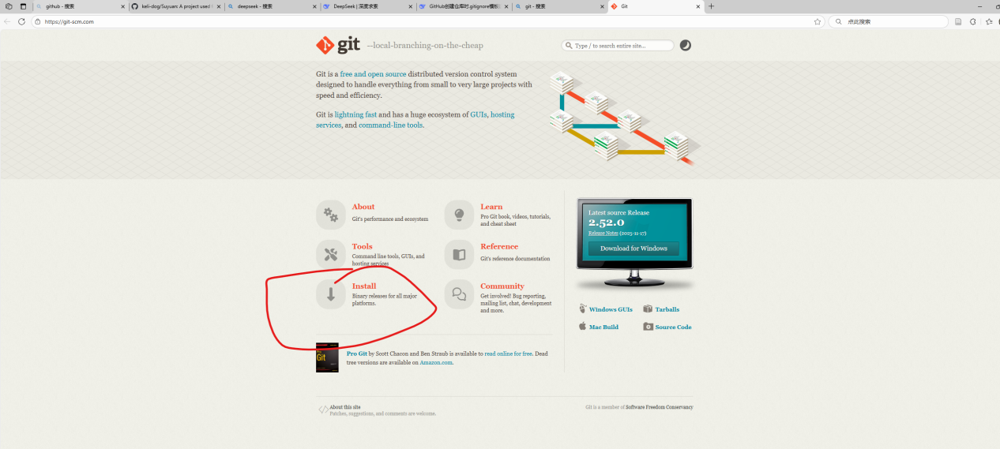 github - 搜索
keli-dog/Suyuan: A project used t
deepseek - 搜索
DeepSeek | 深度求索
GitHub创建仓库时.gitignore模板选
git - 搜索
Git
https://git-scm.com
点此搜索
git --local-branching-on-the-cheap
Type / to search entire site...
Git is a free and open source distributed version control system
designed to handle everything from small to very large projects with
speed and efficiency.
Git is lightning fast and has a huge ecosystem of GUIs, hosting
services, and command-line tools.
About
Git's performance and ecosystem
Learn
Pro Git book, videos, tutorials,
and cheat sheet
Tools
Command line tools, GUIs, and
hosting services
Reference
Git's reference documentation
Install
Binary releases for all major
platforms.
Community
Get involved! Bug reporting,
mailing list, chat, development
and more.
Latest source Release
2.52.0
Release Notes (2025-11-17)
Download for Windows
Windows GUIs
Tarballs
Mac Build
Source Code
Pro Git by Scott Chacon and Ben Straub is available to read online for free. Dead
tree versions are available on Amazon.com.
About this site
Patches, suggestions, and comments are welcome.
Git is a member of Software Freedom Conservancy